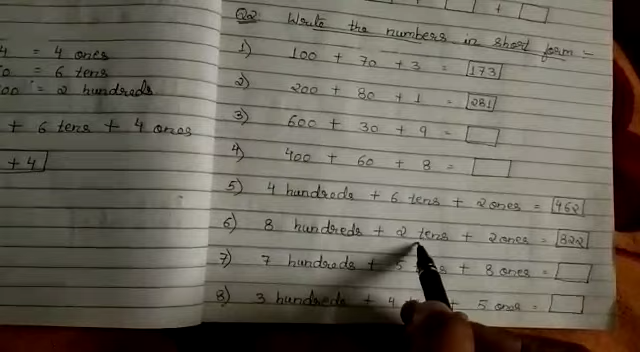 4 = 4 ones
0 = 6 tens
00 = 2 hundreds
+ 6 tens + 4 ones
+ 4
+
Q2 Write the numbers in short form =
1) 100 + 70 + 3 = 173
2) 200 + 80 + 1 = 281
3) 600 + 30 + 9 =
4) 400 + 60 + 8 =
5) 4 hundreds + 6 tens + 2 ones = 462
6) 8 hundreds + 2 tens + 2 ones = 822
7) 7 hundreds + 5 + 8 ones =
8) 3 hundreds + 4 + 5 ones =